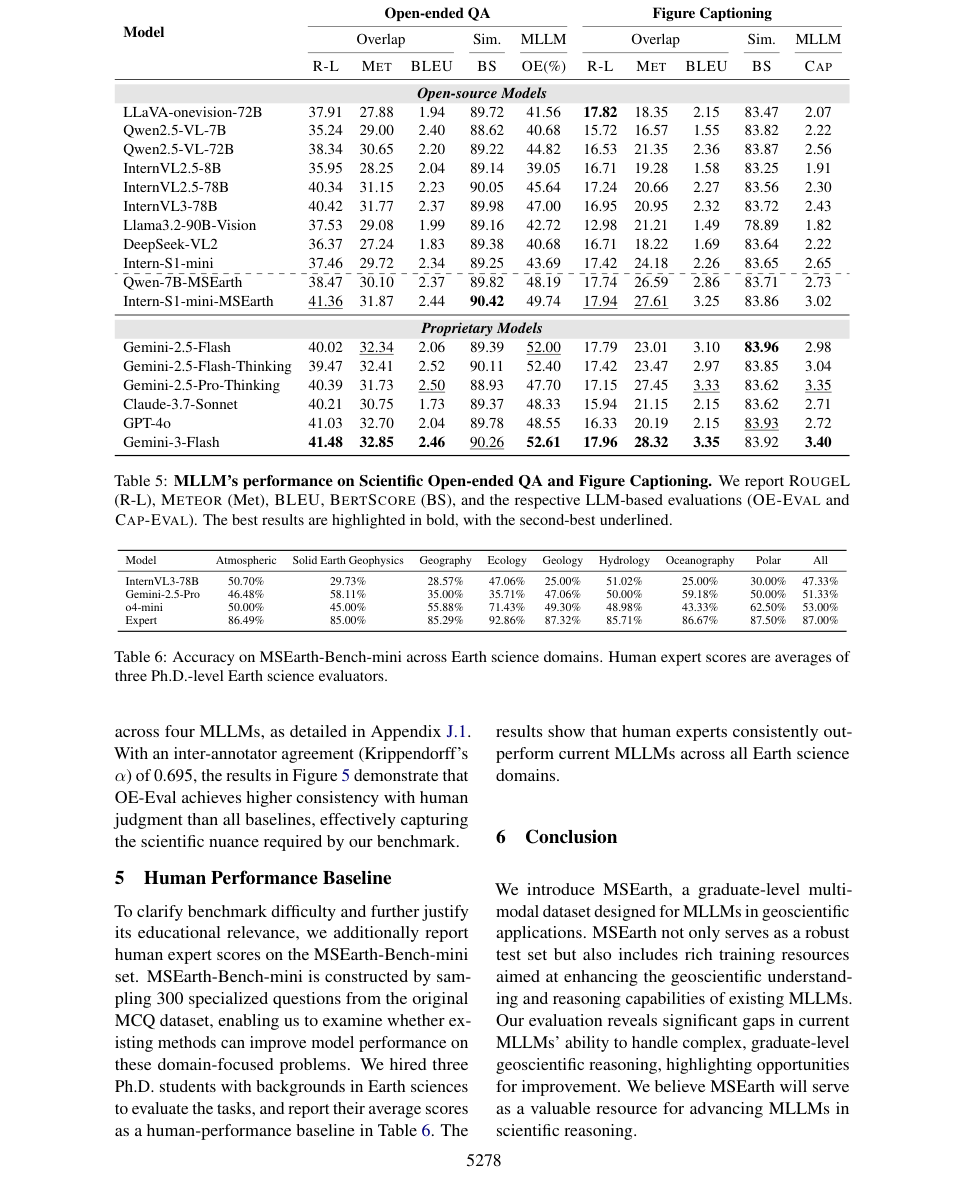 Model Open-ended QA Figure Captioning
Overlap Sim. MLLM Overlap Sim. MLLM
R-L MET BLEU BS OE(%) R-L MET BLEU BS CAP
Open-source Models
LLaVA-onevision-72B 37.91 27.88 1.94 89.72 41.56 17.82 18.35 2.15 83.47 2.07
Qwen2.5-VL-7B 35.24 29.00 2.40 88.62 40.68 15.72 16.57 1.55 83.82 2.22
Qwen2.5-VL-72B 38.34 30.65 2.20 89.22 44.82 16.53 21.35 2.36 83.87 2.56
InternVL2.5-8B 35.95 28.25 2.04 89.14 39.05 16.71 19.28 1.58 83.25 1.91
InternVL2.5-78B 40.34 31.15 2.23 90.05 45.64 17.24 20.66 2.27 83.56 2.30
InternVL3-78B 40.42 31.77 2.37 89.98 47.00 16.95 20.95 2.32 83.72 2.43
Llama3.2-90B-Vision 37.53 29.08 1.99 89.16 42.72 12.98 21.21 1.49 78.89 1.82
DeepSeek-VL2 36.37 27.24 1.83 89.38 40.68 16.71 18.22 1.69 83.64 2.22
Intern-S1-mini 37.46 29.72 2.34 89.25 43.69 17.42 24.18 2.26 83.65 2.65
Qwen-7B-MSEarth 38.47 30.10 2.37 89.82 48.19 17.74 26.59 2.86 83.71 2.73
Intern-S1-mini-MSEarth 41.36 31.87 2.44 90.42 49.74 17.94 27.61 3.25 83.86 3.02
Proprietary Models
Gemini-2.5-Flash 40.02 32.34 2.06 89.39 52.00 17.79 23.01 3.10 83.96 2.98
Gemini-2.5-Flash-Thinking 39.47 32.41 2.52 90.11 52.40 17.42 23.47 2.97 83.85 3.04
Gemini-2.5-Pro-Thinking 40.39 31.73 2.50 88.93 47.70 17.15 27.45 3.33 83.62 3.35
Claude-3.7-Sonnet 40.21 30.75 1.73 89.37 48.33 15.94 21.15 2.15 83.62 2.71
GPT-4o 41.03 32.70 2.04 89.78 48.55 16.33 20.19 2.15 83.93 2.72
Gemini-3-Flash 41.48 32.85 2.46 90.26 52.61 17.96 28.32 3.35 83.92 3.40
Table 5: MLLM's performance on Scientific Open-ended QA and Figure Captioning. We report ROUGEL
(R-L), METEOR (Met), BLEU, BERTSCORE (BS), and the respective LLM-based evaluations (OE-EVAL and
CAP-EVAL). The best results are highlighted in bold, with the second-best underlined.
Model Atmospheric Solid Earth Geophysics Geography Ecology Geology Hydrology Oceanography Polar All
InternVL3-78B 50.70% 29.73% 28.57% 47.06% 25.00% 51.02% 25.00% 30.00% 47.33%
Gemini-2.5-Pro 46.48% 58.11% 35.00% 35.71% 47.06% 50.00% 59.18% 50.00% 51.33%
o4-mini 50.00% 45.00% 55.88% 71.43% 49.30% 48.98% 43.33% 62.50% 53.00%
Expert 86.49% 85.00% 85.29% 92.86% 87.32% 85.71% 86.67% 87.50% 87.00%
Table 6: Accuracy on MSEarth-Bench-mini across Earth science domains. Human expert scores are averages of
three Ph.D.-level Earth science evaluators.
across four MLLMs, as detailed in Appendix J.1.
With an inter-annotator agreement (Krippendorff's
α) of 0.695, the results in Figure 5 demonstrate that
OE-Eval achieves higher consistency with human
judgment than all baselines, effectively capturing
the scientific nuance required by our benchmark.
5 Human Performance Baseline
To clarify benchmark difficulty and further justify
its educational relevance, we additionally report
human expert scores on the MSEarth-Bench-mini
set. MSEarth-Bench-mini is constructed by sam-
pling 300 specialized questions from the original
MCQ dataset, enabling us to examine whether ex-
isting methods can improve model performance on
these domain-focused problems. We hired three
Ph.D. students with backgrounds in Earth sciences
to evaluate the tasks, and report their average scores
as a human-performance baseline in Table 6. The
results show that human experts consistently out-
perform current MLLMs across all Earth science
domains.
6 Conclusion
We introduce MSEarth, a graduate-level multi-
modal dataset designed for MLLMs in geoscientific
applications. MSEarth not only serves as a robust
test set but also includes rich training resources
aimed at enhancing the geoscientific understand-
ing and reasoning capabilities of existing MLLMs.
Our evaluation reveals significant gaps in current
MLLMs' ability to handle complex, graduate-level
geoscientific reasoning, highlighting opportunities
for improvement. We believe MSEarth will serve
as a valuable resource for advancing MLLMs in
scientific reasoning.
5278